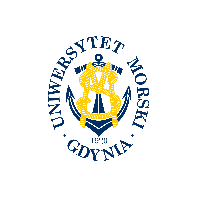 UNIWERSYTET MORSKI
· GDYNIA ·
1920